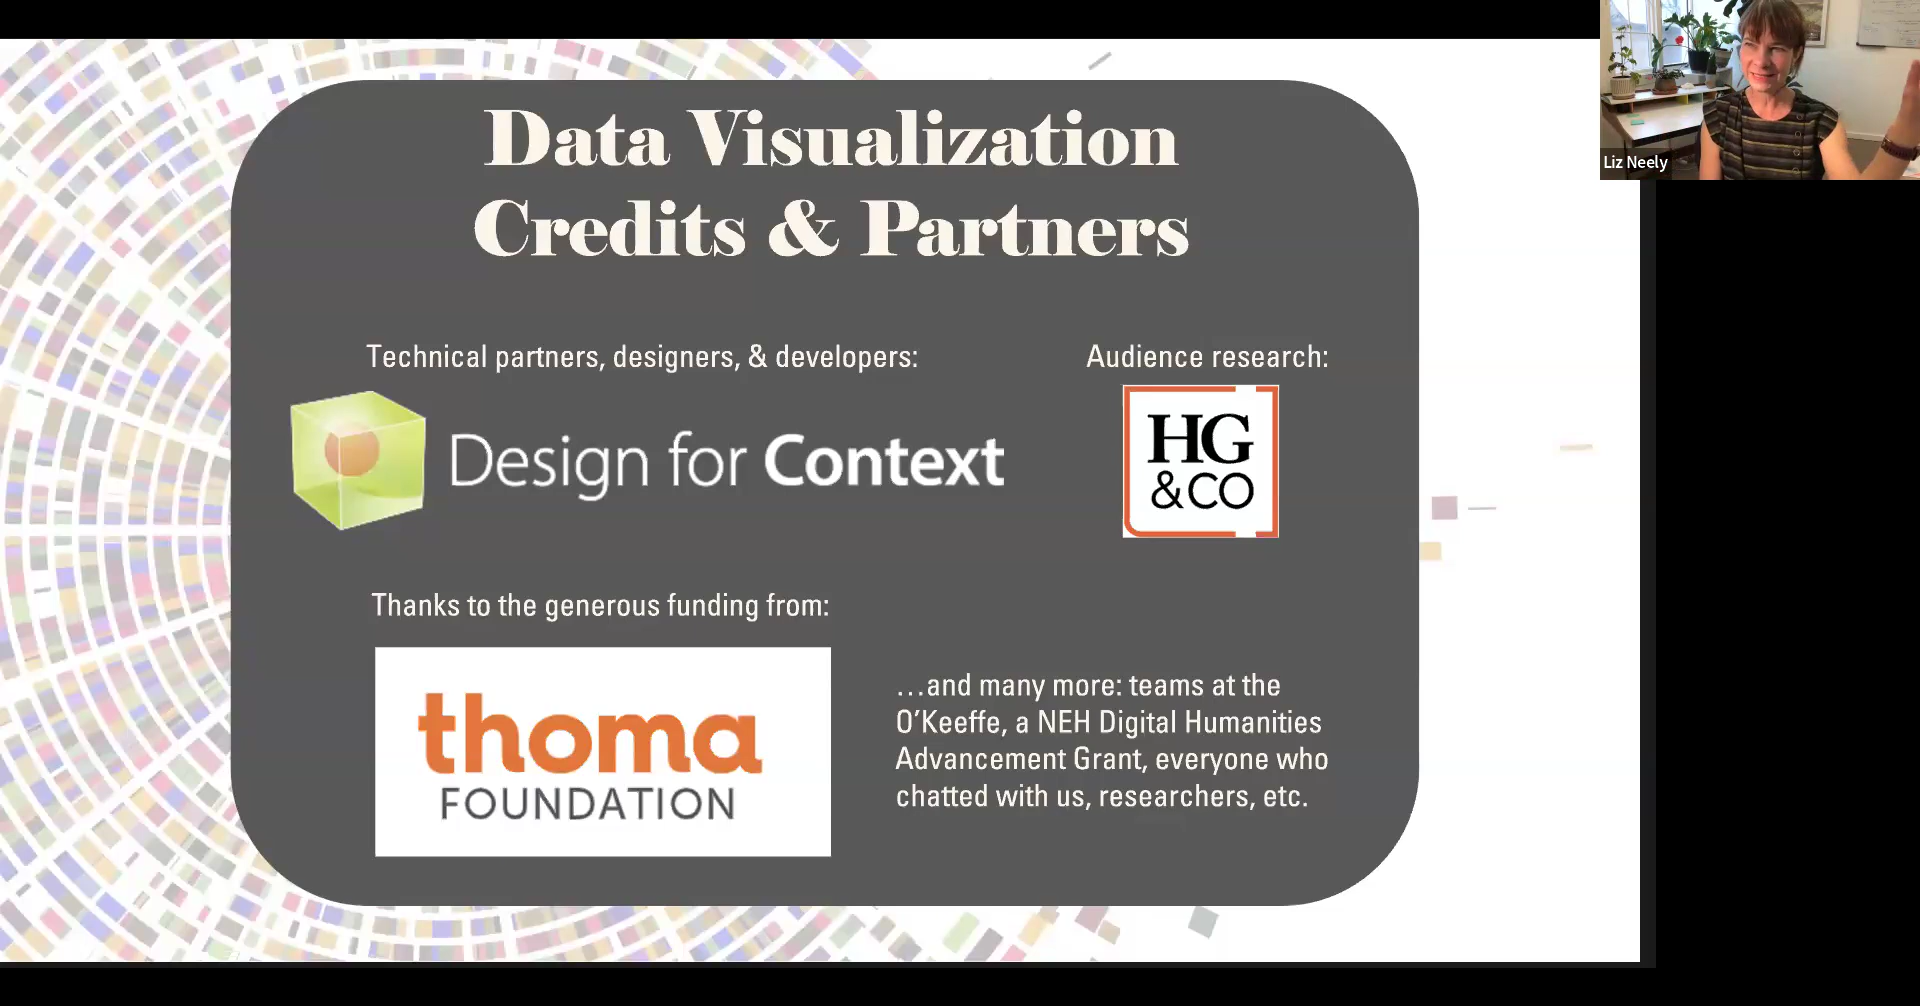 Data Visualization
Credits & Partners
Technical partners, designers, & developers:
Design for Context
Audience research:
HG
&CO
Thanks to the generous funding from:
thoma
FOUNDATION
…and many more: teams at the
O’Keeffe, a NEH Digital Humanities
Advancement Grant, everyone who
chatted with us, researchers, etc.
Liz Neely